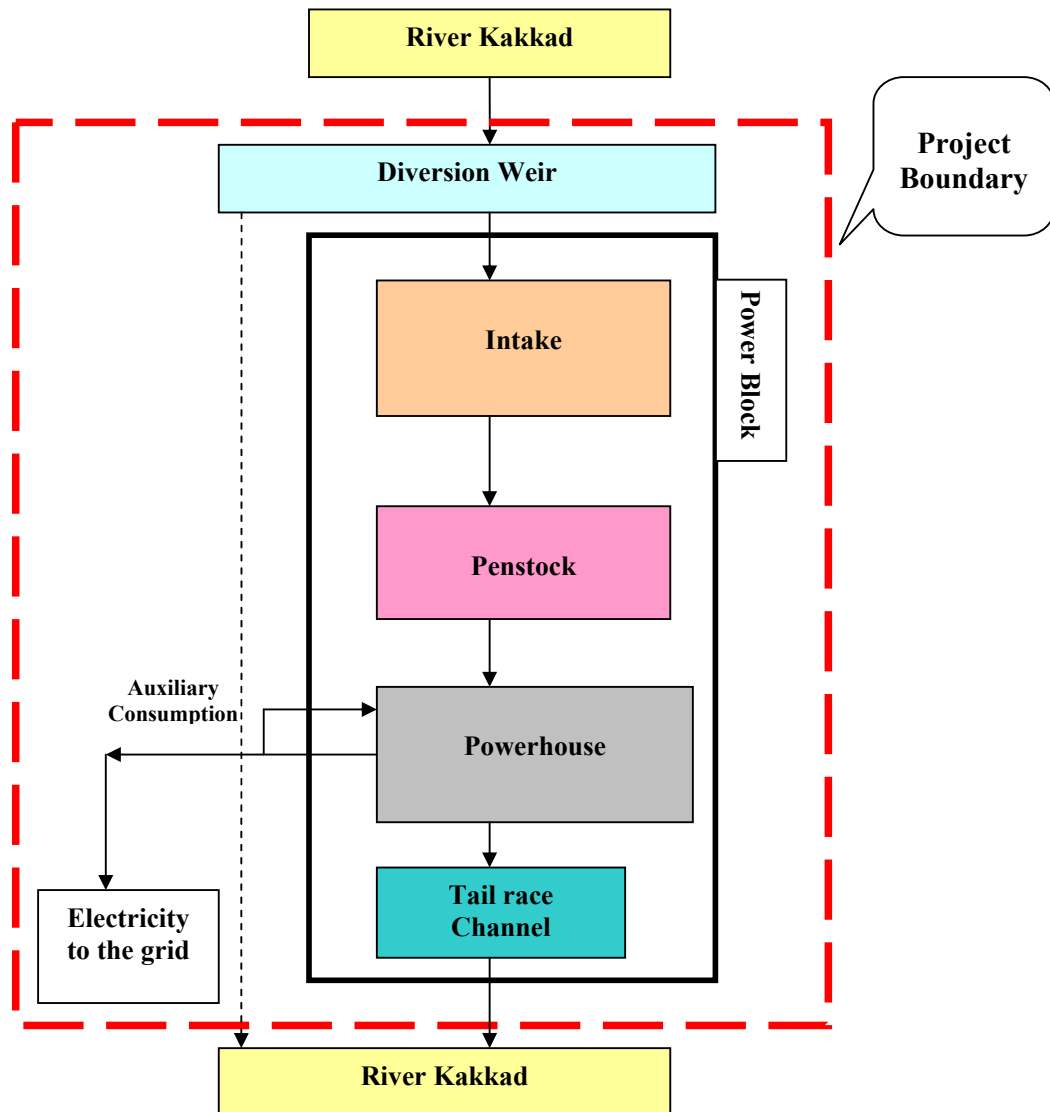 River Kakkad
Project
Boundary
Diversion Weir
Intake
Power Block
Penstock
Auxiliary
Consumption
Powerhouse
Tail race
Channel
Electricity
to the grid
River Kakkad